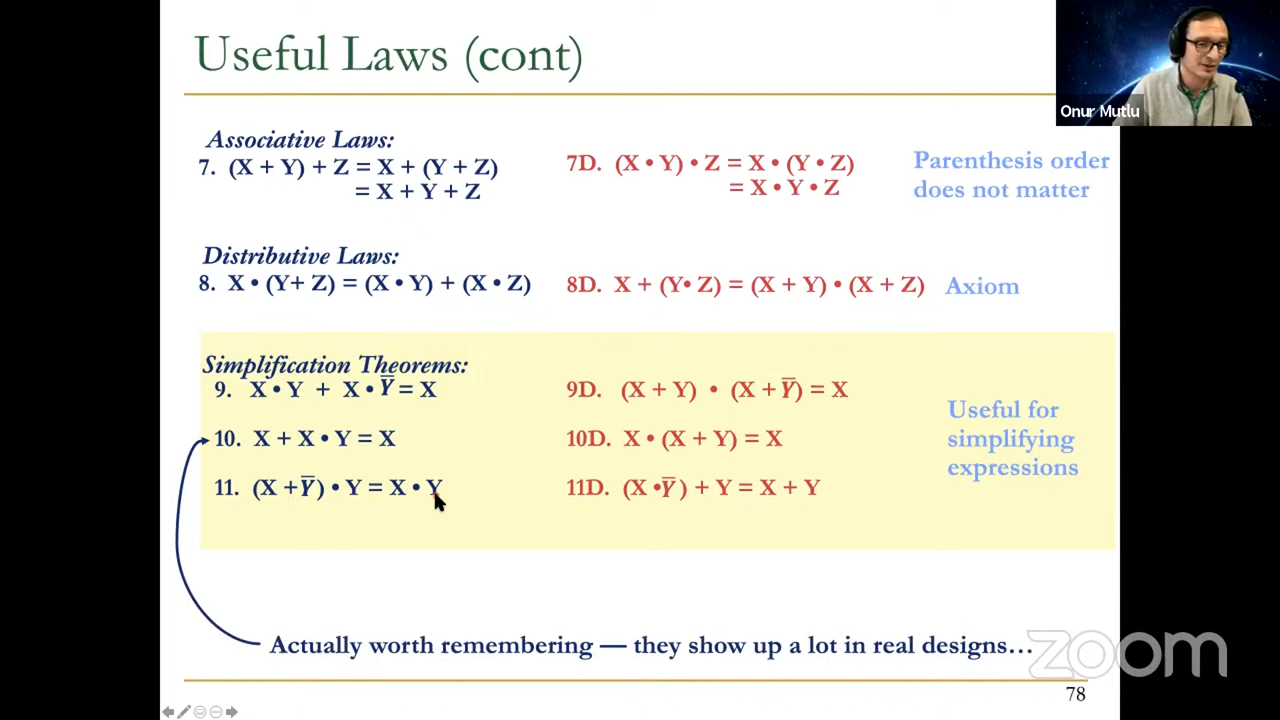 Useful Laws (cont)
Onur Mutlu
Associative Laws:
7. (X + Y) + Z = X + (Y + Z)
= X + Y + Z
7D. (X • Y) • Z = X • (Y • Z)
= X • Y • Z
Parenthesis order
does not matter
Distributive Laws:
8. X • (Y+ Z) = (X • Y) + (X • Z)
8D. X + (Y• Z) = (X + Y) • (X + Z)
Axiom
Simplification Theorems:
9. X • Y + X • Y̅ = X
9D. (X + Y) • (X + Y̅) = X
10. X + X • Y = X
10D. X • (X + Y) = X
11. (X + Y̅) • Y = X • Y
11D. (X • Y̅) + Y = X + Y
Useful for
simplifying
expressions
Actually worth remembering — they show up a lot in real designs…
zoom
78